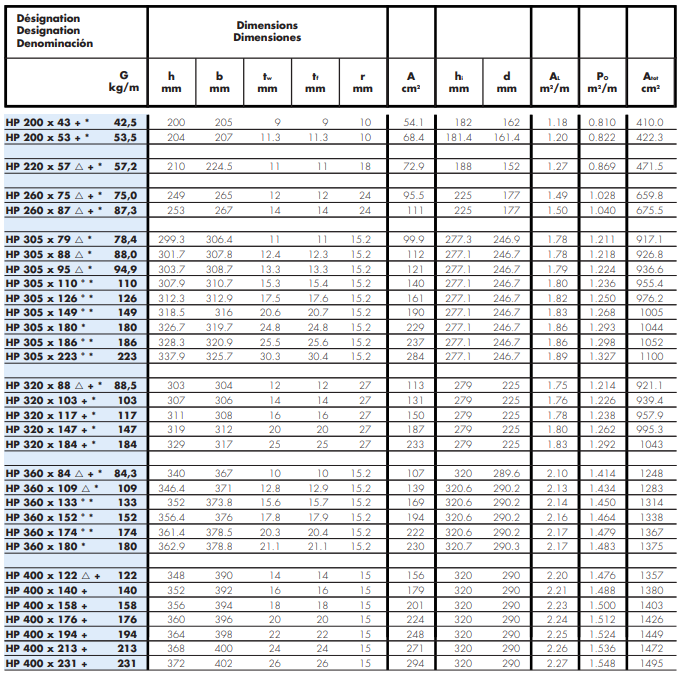 Désignation
Designation
Denominación
Dimensions
Dimensiones
G h b tw tf r A hi d AL PO Atot
kg/m mm mm mm mm mm cm² mm mm m²/m m²/m cm²
HP 200 x 43 + * 42,5 200 205 9 9 10 54.1 182 162 1.18 0.810 410.0
HP 200 x 53 + * 53,5 204 207 11.3 11.3 10 68.4 181.4 161.4 1.20 0.822 422.3
HP 220 x 57 △ + * 57,2 210 224.5 11 11 18 72.9 188 152 1.27 0.869 471.5
HP 260 x 75 △ + * 75,0 249 265 12 12 24 95.5 225 177 1.49 1.028 659.8
HP 260 x 87 △ + * 87,3 253 267 14 14 24 111 225 177 1.50 1.040 675.5
HP 305 x 79 △ * 78,4 299.3 306.4 11 11 15.2 99.9 277.3 246.9 1.78 1.211 917.1
HP 305 x 88 △ * 88,0 301.7 307.8 12.4 12.3 15.2 112 277.1 246.7 1.78 1.218 926.8
HP 305 x 95 △ * 94,9 303.7 308.7 13.3 13.3 15.2 121 277.1 246.7 1.79 1.224 936.6
HP 305 x 110 * * 110 307.9 310.7 15.3 15.4 15.2 140 277.1 246.7 1.80 1.236 955.4
HP 305 x 126 * * 126 312.3 312.9 17.5 17.6 15.2 161 277.1 246.7 1.82 1.250 976.2
HP 305 x 149 * * 149 318.5 316 20.6 20.7 15.2 190 277.1 246.7 1.83 1.268 1005
HP 305 x 180 * 180 326.7 319.7 24.8 24.8 15.2 229 277.1 246.7 1.86 1.293 1044
HP 305 x 186 * * 186 328.3 320.9 25.5 25.6 15.2 237 277.1 246.7 1.86 1.298 1052
HP 305 x 223 * * 223 337.9 325.7 30.3 30.4 15.2 284 277.1 246.7 1.89 1.327 1100
HP 320 x 88 △ + * 88,5 303 304 12 12 27 113 279 225 1.75 1.214 921.1
HP 320 x 103 + * 103 307 306 14 14 27 131 279 225 1.76 1.226 939.4
HP 320 x 117 + * 117 311 308 16 16 27 150 279 225 1.78 1.238 957.9
HP 320 x 147 + * 147 319 312 20 20 27 187 279 225 1.80 1.262 995.3
HP 320 x 184 + * 184 329 317 25 25 27 233 279 225 1.83 1.292 1043
HP 360 x 84 △ + * 84,3 340 367 10 10 15.2 107 320 289.6 2.10 1.414 1248
HP 360 x 109 △ * 109 346.4 371 12.8 12.9 15.2 139 320.6 290.2 2.13 1.434 1283
HP 360 x 133 * * 133 352 373.8 15.6 15.7 15.2 169 320.6 290.2 2.14 1.450 1314
HP 360 x 152 * * 152 356.4 376 17.8 17.9 15.2 194 320.6 290.2 2.16 1.464 1338
HP 360 x 174 * * 174 361.4 378.5 20.3 20.4 15.2 222 320.6 290.2 2.17 1.479 1367
HP 360 x 180 * 180 362.9 378.8 21.1 21.1 15.2 230 320.7 290.3 2.17 1.483 1375
HP 400 x 122 △ + 122 348 390 14 14 15 156 320 290 2.20 1.476 1357
HP 400 x 140 + 140 352 392 16 16 15 179 320 290 2.21 1.488 1380
HP 400 x 158 + 158 356 394 18 18 15 201 320 290 2.23 1.500 1403
HP 400 x 176 + 176 360 396 20 20 15 224 320 290 2.24 1.512 1426
HP 400 x 194 + 194 364 398 22 22 15 248 320 290 2.25 1.524 1449
HP 400 x 213 + 213 368 400 24 24 15 271 320 290 2.26 1.536 1472
HP 400 x 231 + 231 372 402 26 26 15 294 320 290 2.27 1.548 1495